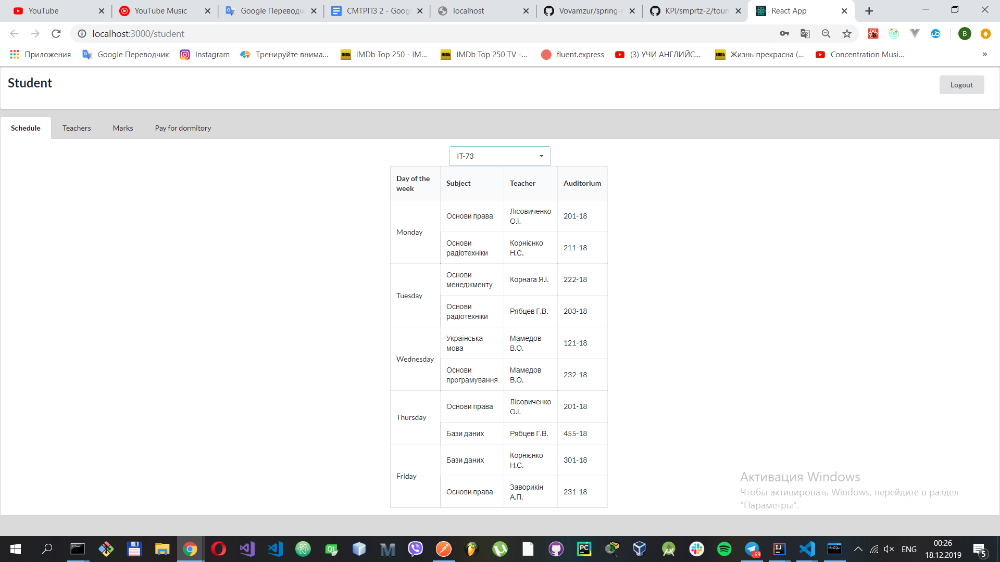 YouTube
YouTube Music
Google Переводч
СМТРПЗ 2 - Goog
localhost
Vovamzur/spring-r
KPI/smprtz-2/touri
React App
localhost:3000/student
B
Приложения
Google Переводчик
Instagram
Тренируйте внима...
IMDb Top 250 - IM...
IMDb Top 250 TV -...
fluent.express
(3) УЧИ АНГЛИЙС...
Жизнь прекрасна (...
Concentration Musi...
»
Student
Logout
Schedule
Teachers
Marks
Pay for dormitory
IT-73
Day of the
week
Subject
Teacher
Auditorium
Monday
Основи права
Лісовиченко
О.І.
201-18
Основи
радіотехніки
Корнієнко
Н.С.
211-18
Tuesday
Основи
менеджменту
Корнага Я.І.
222-18
Основи
радіотехніки
Рябцев Г.В.
203-18
Wednesday
Українська
мова
Мамедов
В.О.
121-18
Основи
програмування
Мамедов
В.О.
232-18
Thursday
Основи права
Лісовиченко
О.І.
201-18
Бази даних
Рябцев Г.В.
455-18
Friday
Бази даних
Корнієнко
Н.С.
301-18
Основи права
Заворикін
А.П.
231-18
Активация Windows
Чтобы активировать Windows, перейдите в раздел
"Параметры".
ENG
00:26
18.12.2019
5